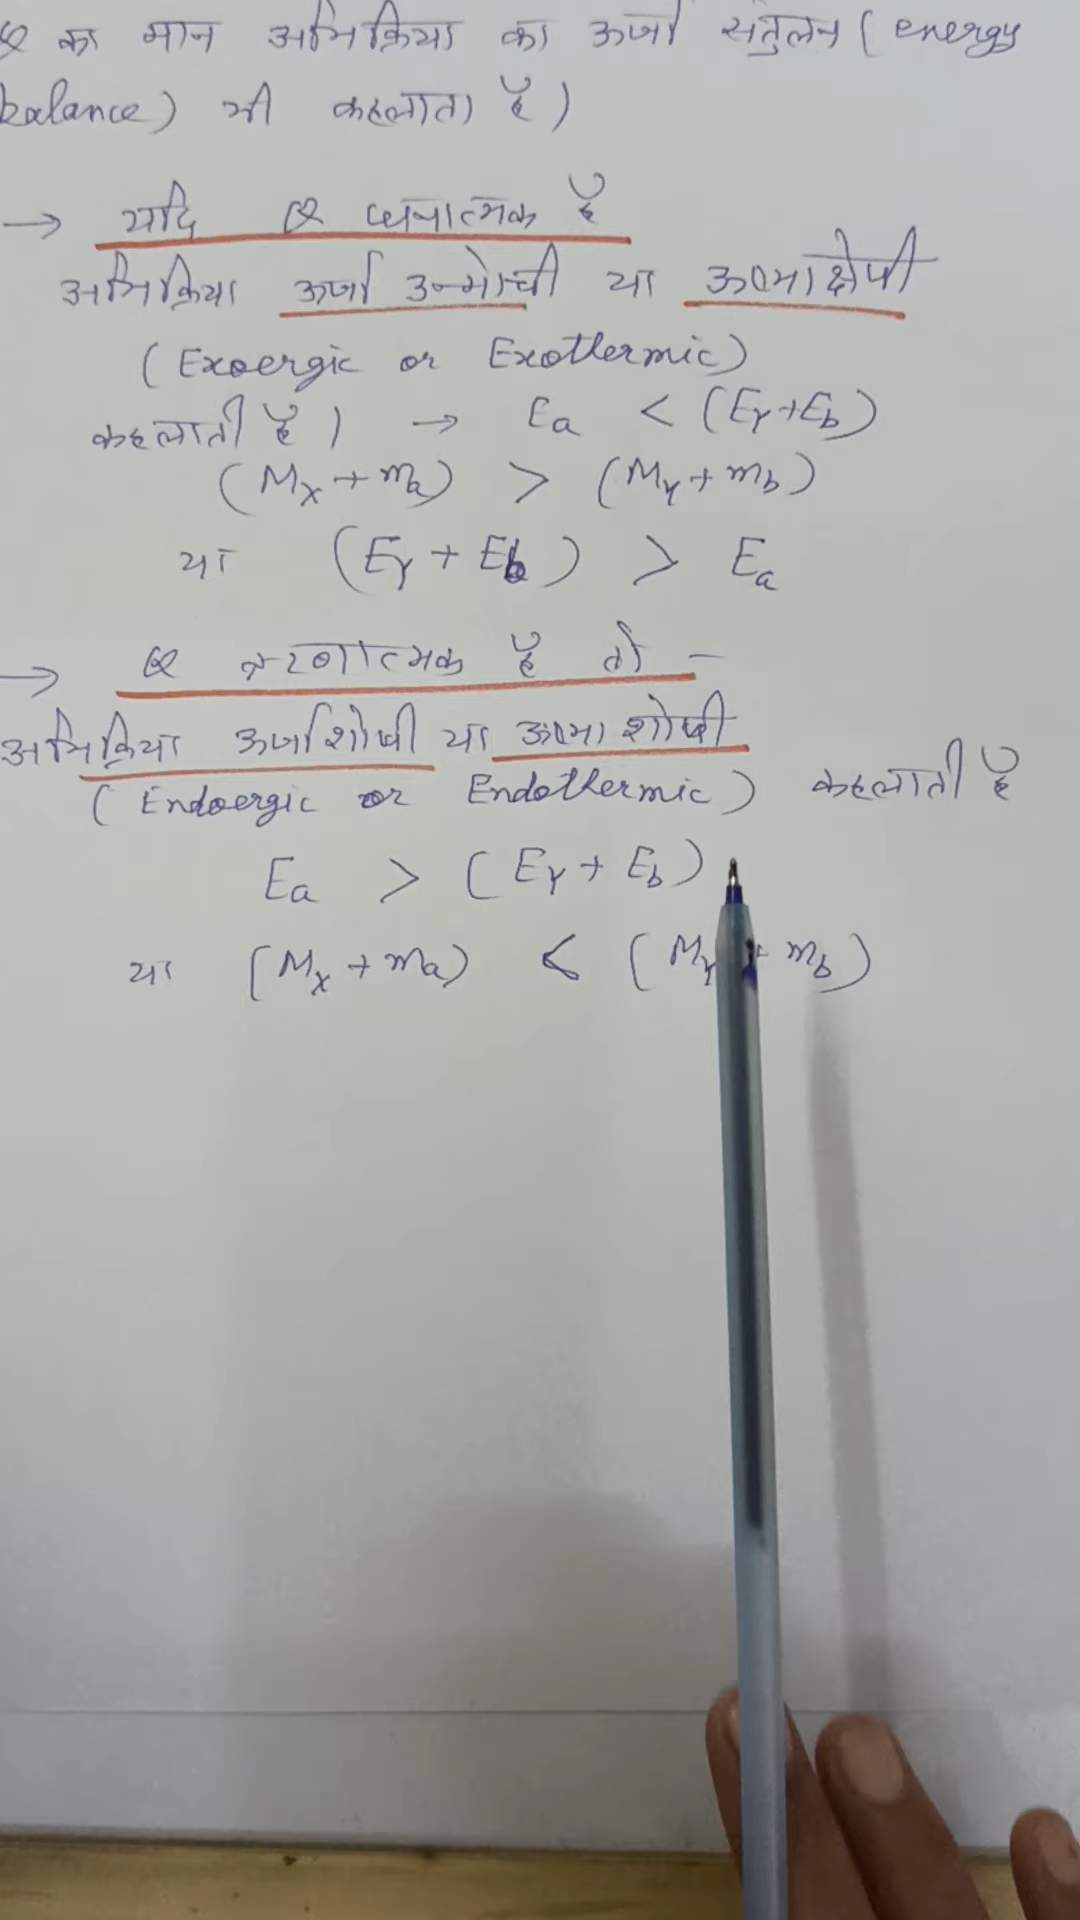 Q का मान अभिक्रिया का ऊर्जा संतुलन (energy
balance) भी कहलाता है।
→ यदि Q धनात्मक है
अभिक्रिया ऊर्जा उन्मोची या ऊष्माक्षेपी
(Exoergic or Exothermic)
कहलाती है। → Ea < (EY+Eb)
(MX + ma) > (MY + mb)
या (EY + Eb) > Ea
→ Q ऋणात्मक है तो –
अभिक्रिया ऊर्जाशोषी या ऊष्माशोषी
(Endoergic or Endothermic) कहलाती है
Ea > (EY + Eb)
या (MX + ma) < (MY + mb)